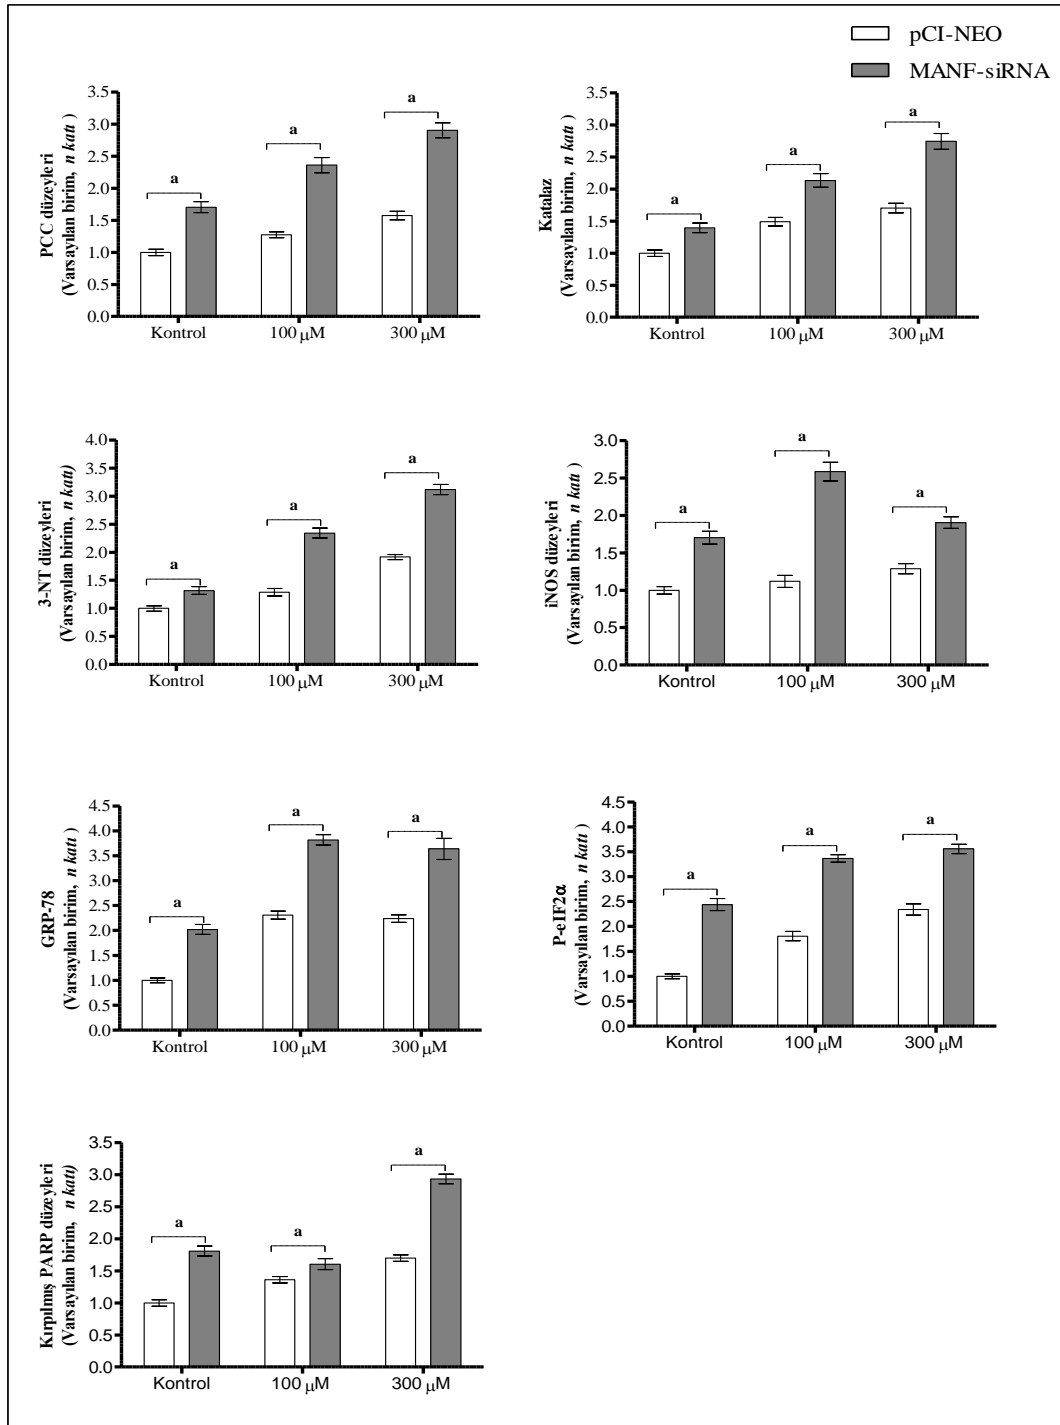 pCI-NEO
MANF-siRNA
PCC düzeyleri
(Varsayılan birim, n katı )
3.5
3.0
2.5
2.0
1.5
1.0
0.5
0.0
a
a
a
Kontrol
100 µM
300 µM
Katalaz
(Varsayılan birim, n katı )
3.5
3.0
2.5
2.0
1.5
1.0
0.5
0.0
a
a
a
Kontrol
100 µM
300 µM
3-NT düzeyleri
(Varsayılan birim, n katı)
4.0
3.5
3.0
2.5
2.0
1.5
1.0
0.5
0.0
a
a
a
Kontrol
100 µM
300 µM
iNOS düzeyleri
(Varsayılan birim, n katı )
3.0
2.5
2.0
1.5
1.0
0.5
0.0
a
a
a
Kontrol
100 µM
300 µM
GRP-78
(Varsayılan birim, n katı )
4.5
4.0
3.5
3.0
2.5
2.0
1.5
1.0
0.5
0.0
a
a
a
Kontrol
100 µM
300 µM
P-eIF2α
(Varsayılan birim, n katı )
4.5
4.0
3.5
3.0
2.5
2.0
1.5
1.0
0.5
0.0
a
a
a
Kontrol
100 µM
300 µM
Kırpılmış PARP düzeyleri
(Varsayılan birim, n katı)
3.5
3.0
2.5
2.0
1.5
1.0
0.5
0.0
a
a
a
Kontrol
100 µM
300 µM